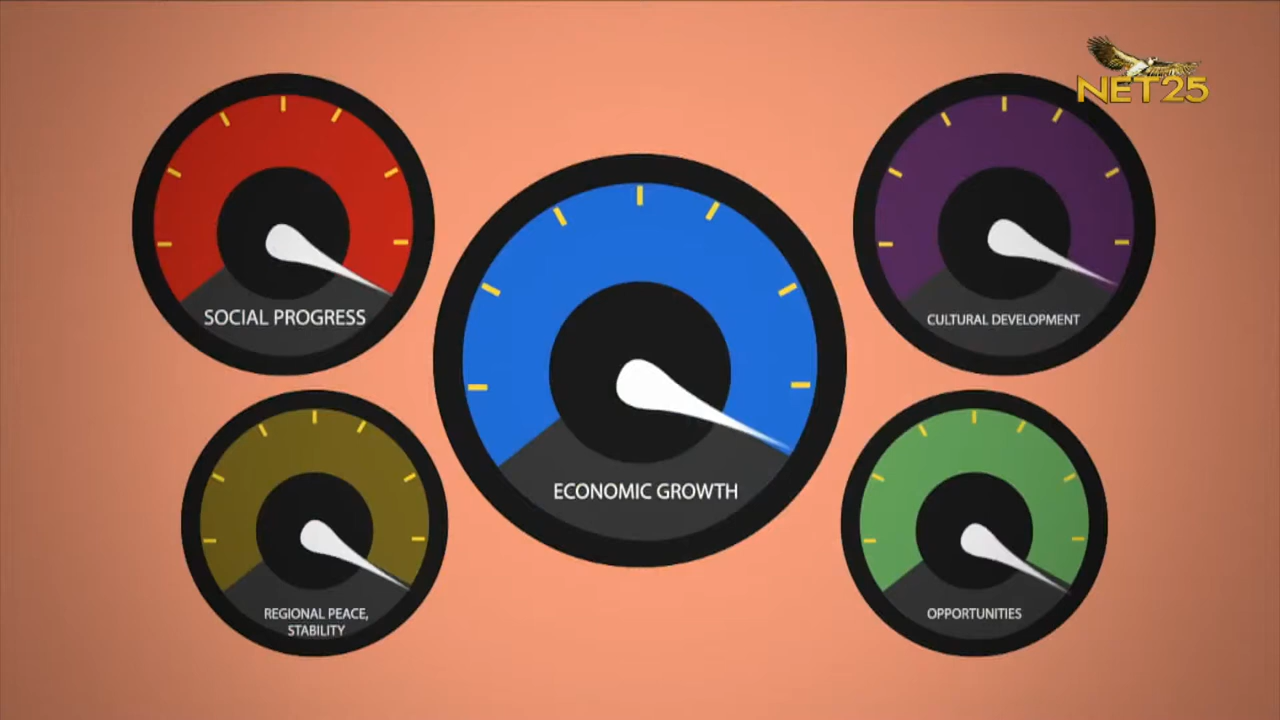 NET25
SOCIAL PROGRESS
CULTURAL DEVELOPMENT
ECONOMIC GROWTH
REGIONAL PEACE,
STABILITY
OPPORTUNITIES